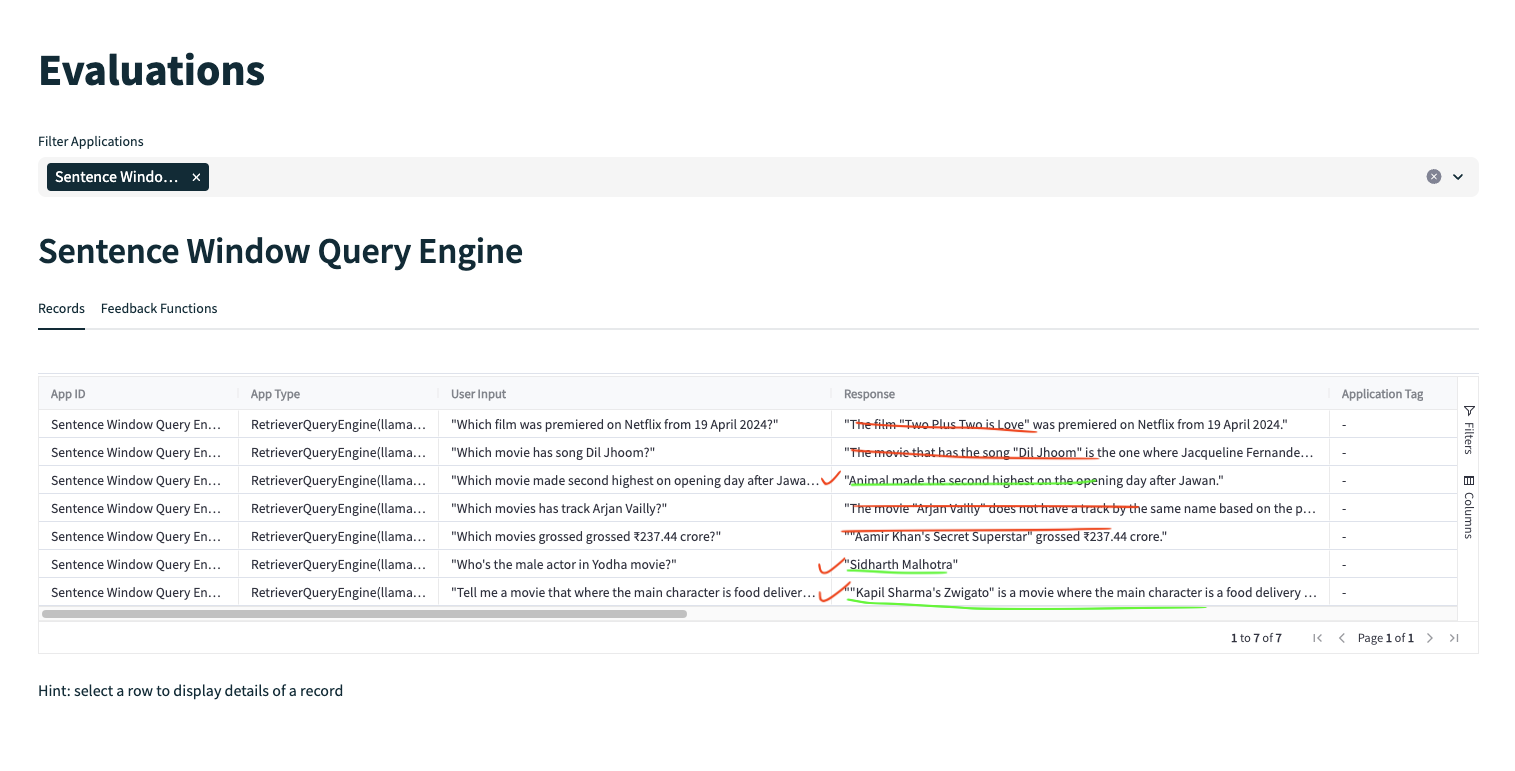 Evaluations
Filter Applications
Sentence Windo...
Sentence Window Query Engine
Records Feedback Functions
App ID App Type User Input Response Application Tag
Sentence Window Query En... RetrieverQueryEngine(llama... "Which film was premiered on Netflix from 19 April 2024?" "The film "Two Plus Two is Love" was premiered on Netflix from 19 April 2024." -
Sentence Window Query En... RetrieverQueryEngine(llama... "Which movie has song Dil Jhoom?" "The movie that has the song "Dil Jhoom" is the one where Jacqueline Fernande... -
Sentence Window Query En... RetrieverQueryEngine(llama... "Which movie made second highest on opening day after Jawa... "Animal made the second highest on the opening day after Jawan." -
Sentence Window Query En... RetrieverQueryEngine(llama... "Which movies has track Arjan Vailly?" "The movie "Arjan Vailly" does not have a track by the same name based on the p... -
Sentence Window Query En... RetrieverQueryEngine(llama... "Which movies grossed grossed ₹237.44 crore?" ""Aamir Khan's Secret Superstar" grossed ₹237.44 crore." -
Sentence Window Query En... RetrieverQueryEngine(llama... "Who's the male actor in Yodha movie?" "Sidharth Malhotra" -
Sentence Window Query En... RetrieverQueryEngine(llama... "Tell me a movie that where the main character is food deliver... ""Kapil Sharma's Zwigato" is a movie where the main character is a food delivery ... -
Filters
Columns
1 to 7 of 7 Page 1 of 1
Hint: select a row to display details of a record